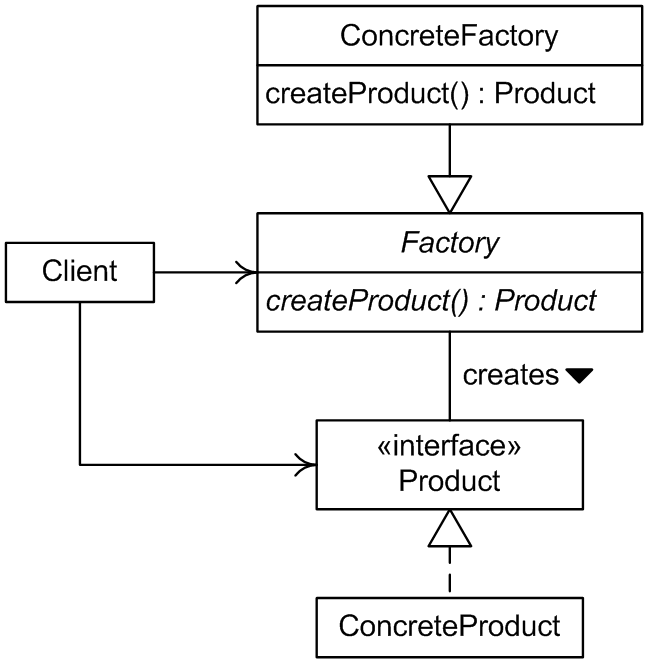 ConcreteFactory
createProduct() : Product
Factory
createProduct() : Product
Client
creates
«interface»
Product
ConcreteProduct